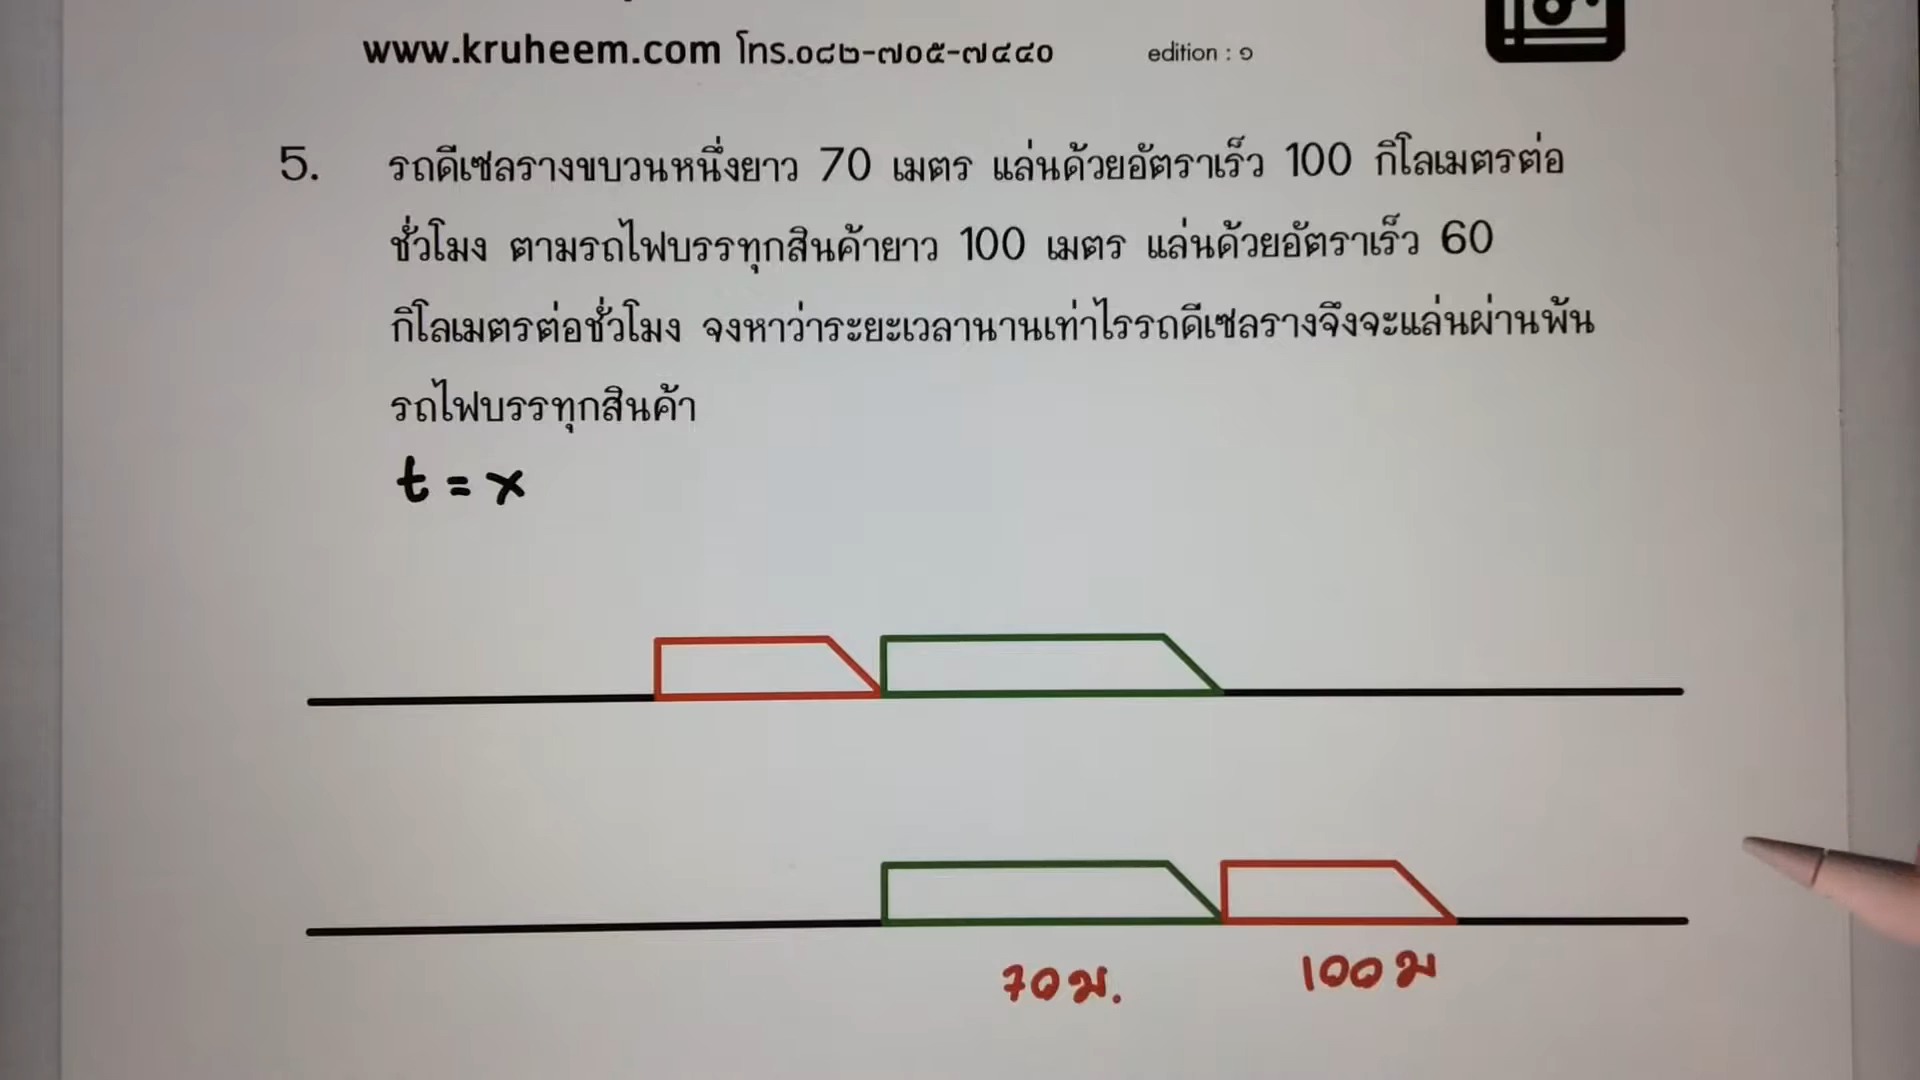 www.kruheem.com โทร.๐๘๒-๗๐๕-๗๔๔๐ edition : ๑
5. รถดีเซลรางขบวนหนึ่งยาว 70 เมตร แล่นด้วยอัตราเร็ว 100 กิโลเมตรต่อ
ชั่วโมง ตามรถไฟบรรทุกสินค้ายาว 100 เมตร แล่นด้วยอัตราเร็ว 60
กิโลเมตรต่อชั่วโมง จงหาว่าระยะเวลานานเท่าไรรถดีเซลรางจึงจะแล่นผ่านพ้น
รถไฟบรรทุกสินค้า
t = x
70 ม. 100 ม